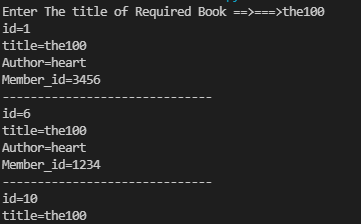 Enter The title of Required Book ==>===>the100
id=1
title=the100
Author=heart
Member_id=3456
------------------------------
id=6
title=the100
Author=heart
Member_id=1234
------------------------------
id=10
title=the100